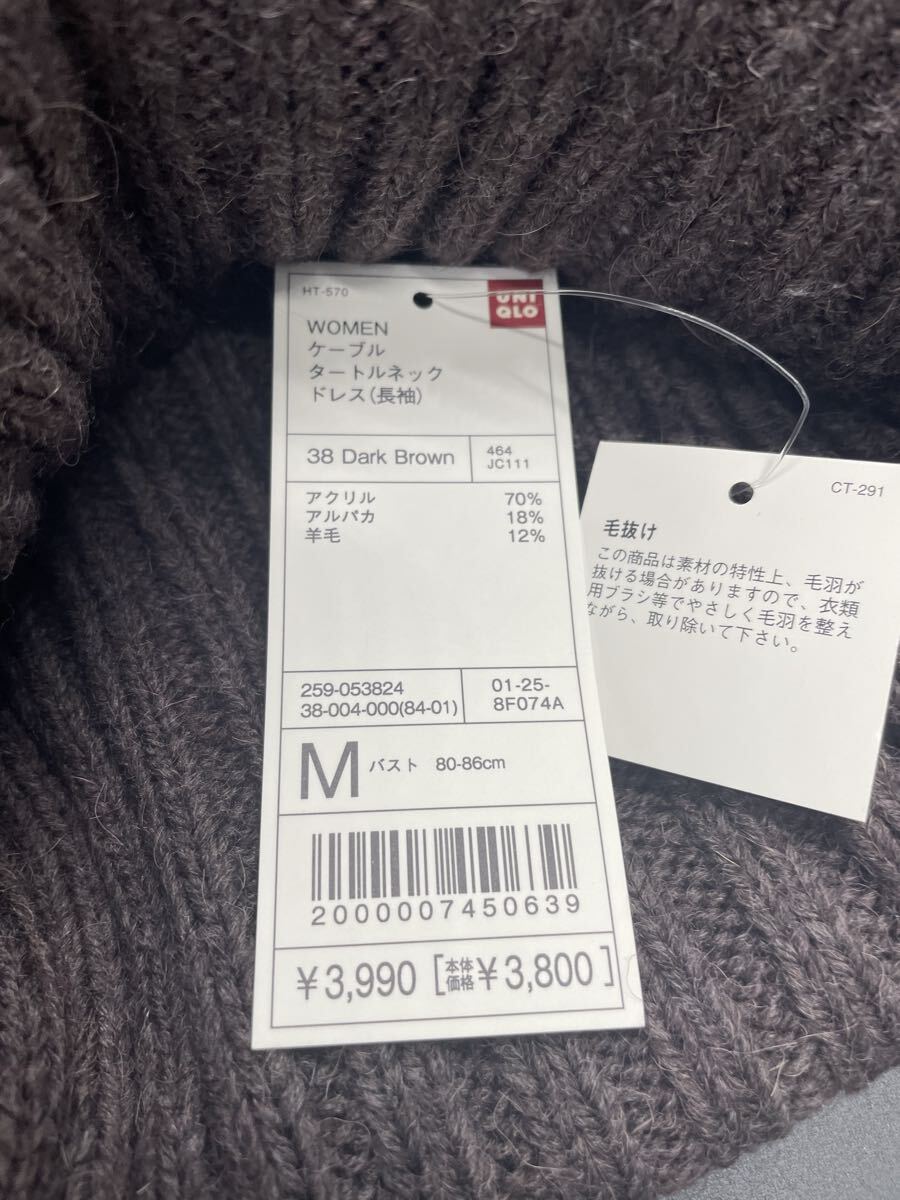 HT-570
UNI
QLO
WOMEN
ケーブル
タートルネック
ドレス(長袖)
38 Dark Brown
464
JC111
アクリル 70%
アルパカ 18%
羊毛 12%
259-053824
38-004-000(84-01)
01-25-
8F074A
M バスト 80-86cm
2000007450639
¥3,990 [本体価格¥3,800]
CT-291
毛抜け
この商品は素材の特性上、毛羽が
抜ける場合がありますので、衣類
用ブラシ等でやさしく毛羽を整え
ながら、取り除いて下さい。